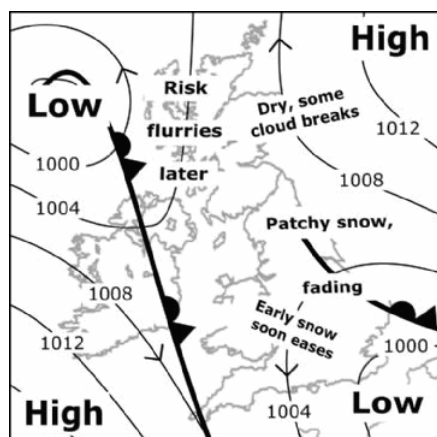 High
Low
Risk
flurries
later
Dry, some
cloud breaks
1012
1000
1008
1004
Patchy snow,
fading
1008
Early snow
soon eases
1012
1000
High
1004
Low